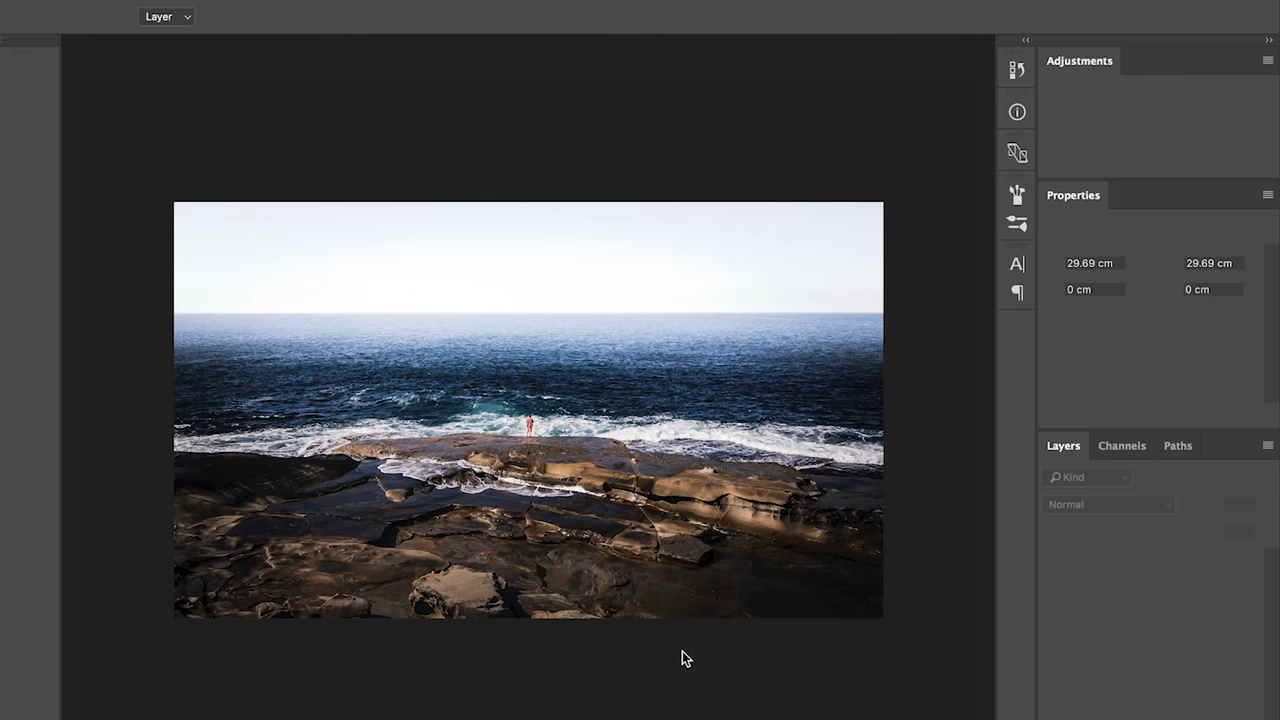 Layer
Adjustments
Properties
29.69 cm 29.69 cm
0 cm 0 cm
Layers Channels Paths
Kind
Normal